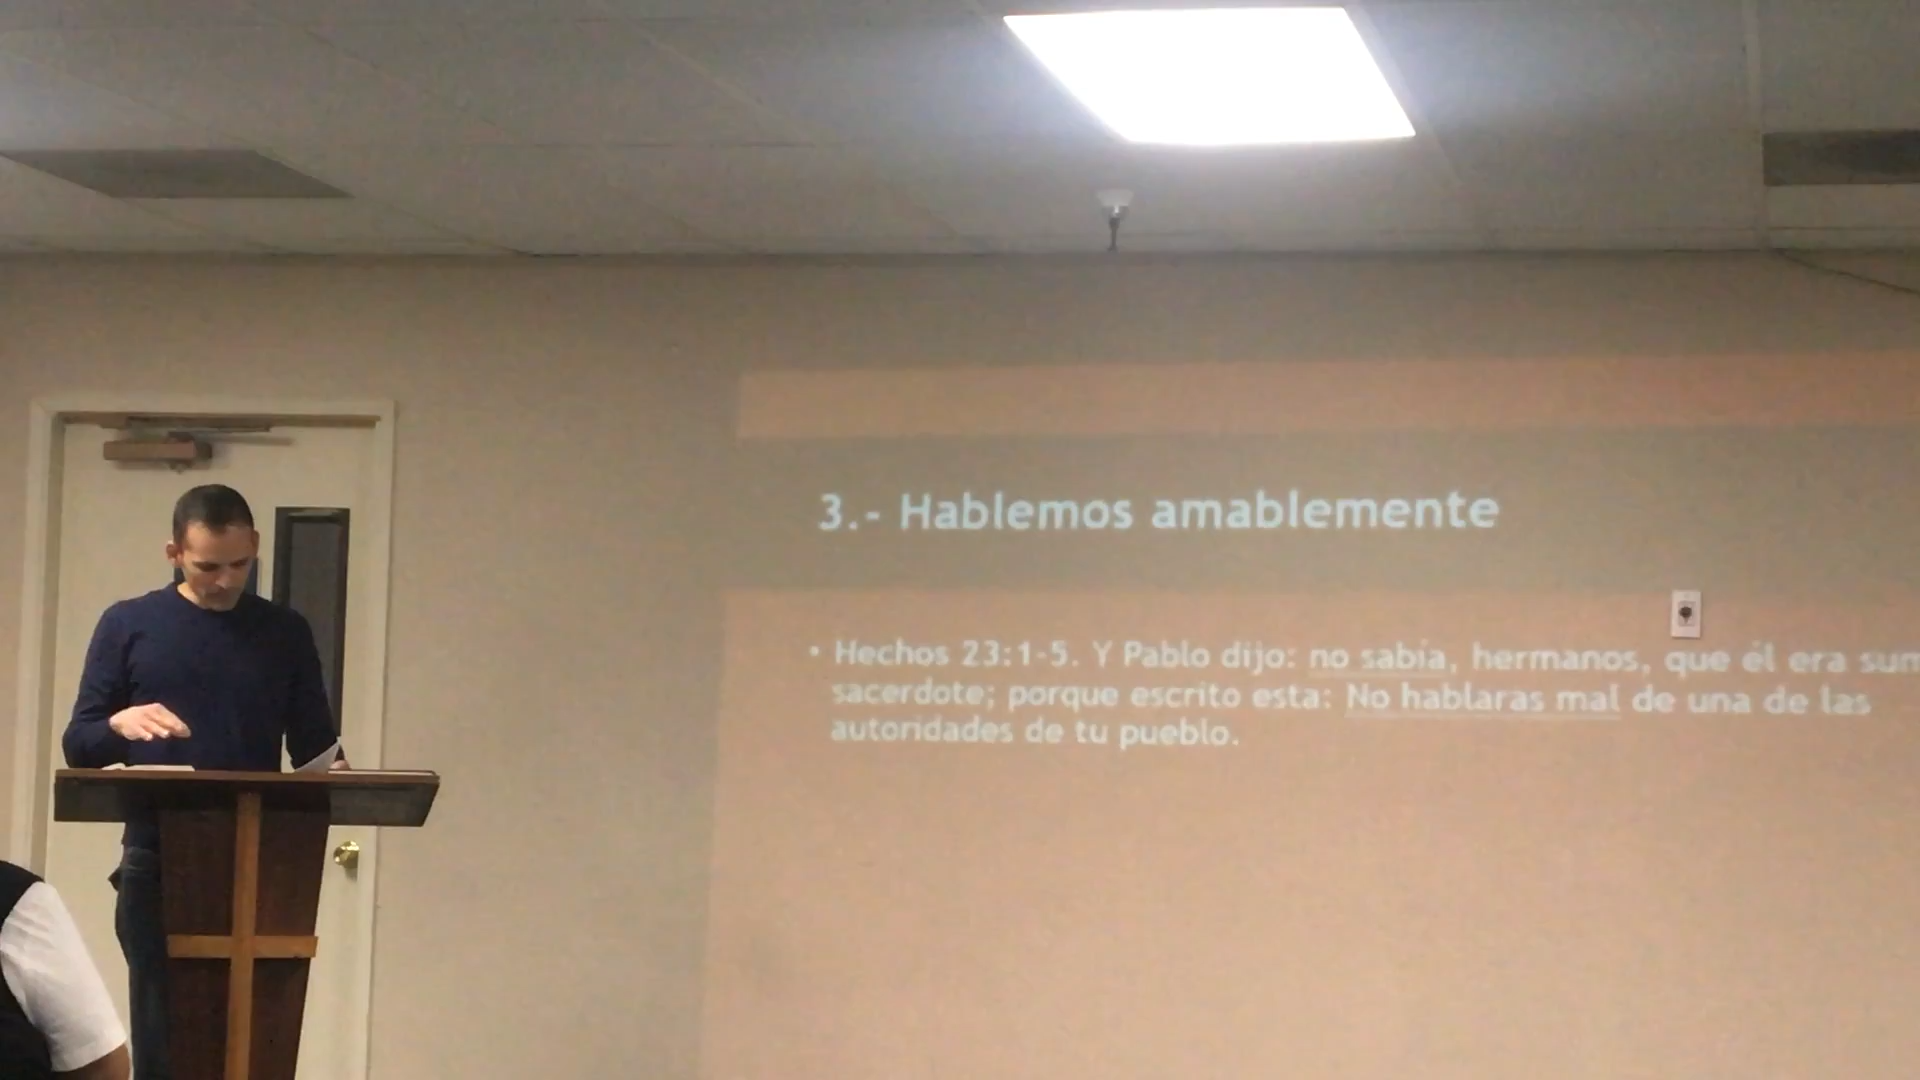 3.- Hablemos amablemente
• Hechos 23:1-5. Y Pablo dijo: no sabia, hermanos, que él era
sacerdote; porque escrito esta: No hablaras mal de una de las
autoridades de tu pueblo.